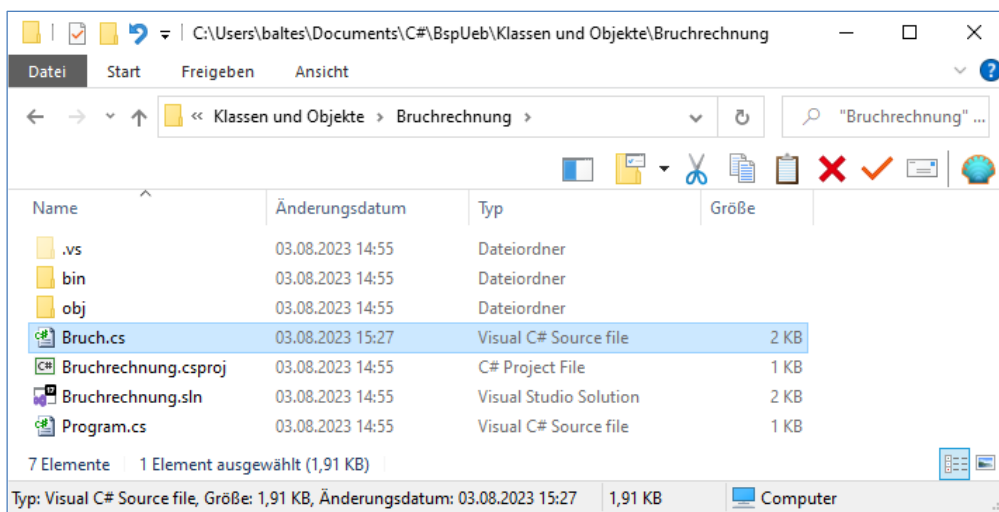 C:\Users\baltes\Documents\C#\BspUeb\Klassen und Objekte\Bruchrechnung
Datei Start Freigeben Ansicht ?
« Klassen und Objekte > Bruchrechnung > "Bruchrechnung" ...
Name Änderungsdatum Typ Größe
.vs 03.08.2023 14:55 Dateiordner
bin 03.08.2023 14:55 Dateiordner
obj 03.08.2023 14:55 Dateiordner
Bruch.cs 03.08.2023 15:27 Visual C# Source file 2 KB
C# Bruchrechnung.csproj 03.08.2023 14:55 C# Project File 1 KB
Bruchrechnung.sln 03.08.2023 14:55 Visual Studio Solution 2 KB
Program.cs 03.08.2023 14:55 Visual C# Source file 1 KB
7 Elemente 1 Element ausgewählt (1,91 KB)
Typ: Visual C# Source file, Größe: 1,91 KB, Änderungsdatum: 03.08.2023 15:27 1,91 KB Computer